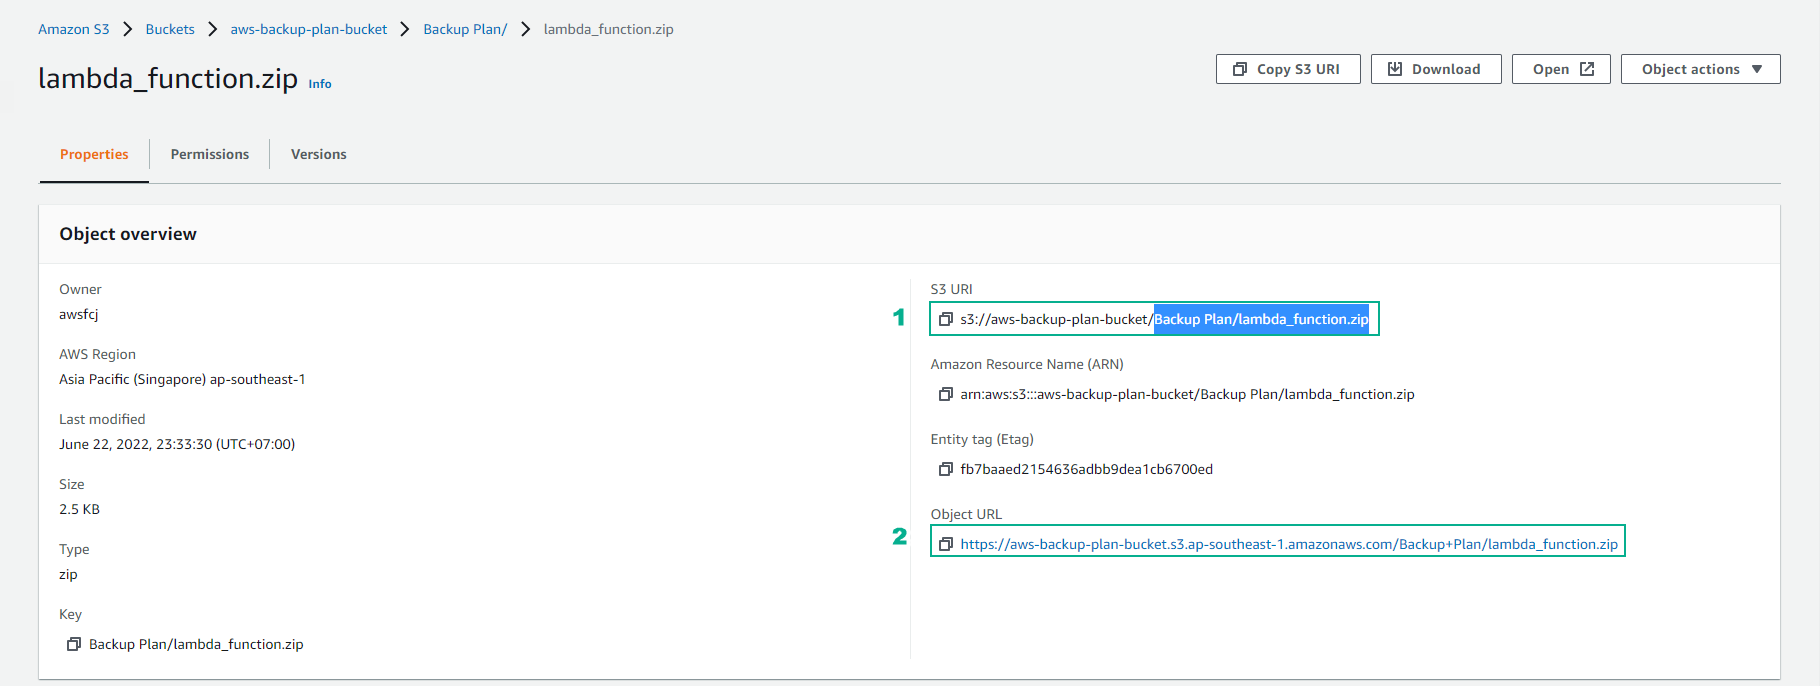 Amazon S3 > Buckets > aws-backup-plan-bucket > Backup Plan/ > lambda_function.zip
lambda_function.zip Info
Copy S3 URI
Download
Open
Object actions
Properties
Permissions
Versions
Object overview
Owner
awsfcj
AWS Region
Asia Pacific (Singapore) ap-southeast-1
Last modified
June 22, 2022, 23:33:30 (UTC+07:00)
Size
2.5 KB
Type
zip
Key
Backup Plan/lambda_function.zip
S3 URI
1
s3://aws-backup-plan-bucket/Backup Plan/lambda_function.zip
Amazon Resource Name (ARN)
arn:aws:s3:::aws-backup-plan-bucket/Backup Plan/lambda_function.zip
Entity tag (Etag)
fb7baaed2154636adbb9dea1cb6700ed
Object URL
2
https://aws-backup-plan-bucket.s3.ap-southeast-1.amazonaws.com/Backup+Plan/lambda_function.zip